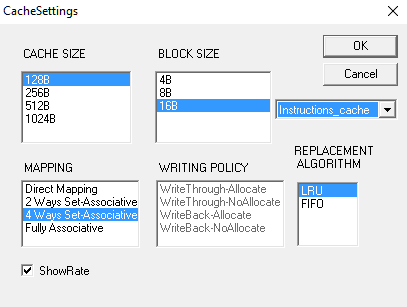 CacheSettings
OK
Cancel
CACHE SIZE
128B
256B
512B
1024B
BLOCK SIZE
4B
8B
16B
Instructions_cache
MAPPING
Direct Mapping
2 Ways Set-Associative
4 Ways Set-Associative
Fully Associative
WRITING POLICY
WriteThrough-Allocate
WriteThrough-NoAllocate
WriteBack-Allocate
WriteBack-NoAllocate
REPLACEMENT
ALGORITHM
LRU
FIFO
ShowRate